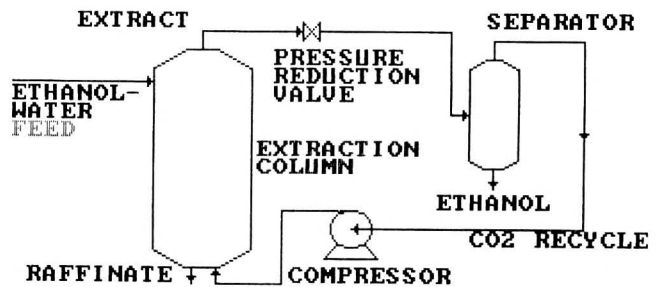 EXTRACT
SEPARATOR
PRESSURE
REDUCTION
VALVE
ETHANOL-
WATER
FEED
EXTRACTION
COLUMN
ETHANOL
CO2 RECYCLE
RAFFINATE
COMPRESSOR